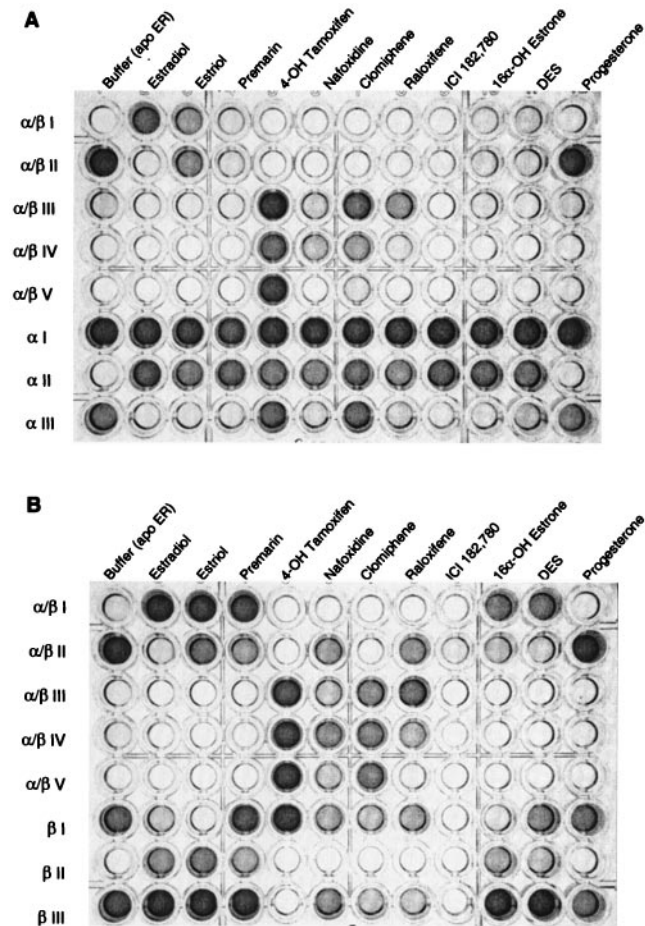 A
Buffer (apo ER)
Estradiol
Estriol
Premarin
4-OH Tamoxifen
Nafoxidine
Clomiphene
Raloxifene
ICI 182,780
16α-OH Estrone
DES
Progesterone
α/β I
α/β II
α/β III
α/β IV
α/β V
α I
α II
α III
B
Buffer (apo ER)
Estradiol
Estriol
Premarin
4-OH Tamoxifen
Nafoxidine
Clomiphene
Raloxifene
ICI 182,780
16α-OH Estrone
DES
Progesterone
α/β I
α/β II
α/β III
α/β IV
α/β V
β I
β II
β III